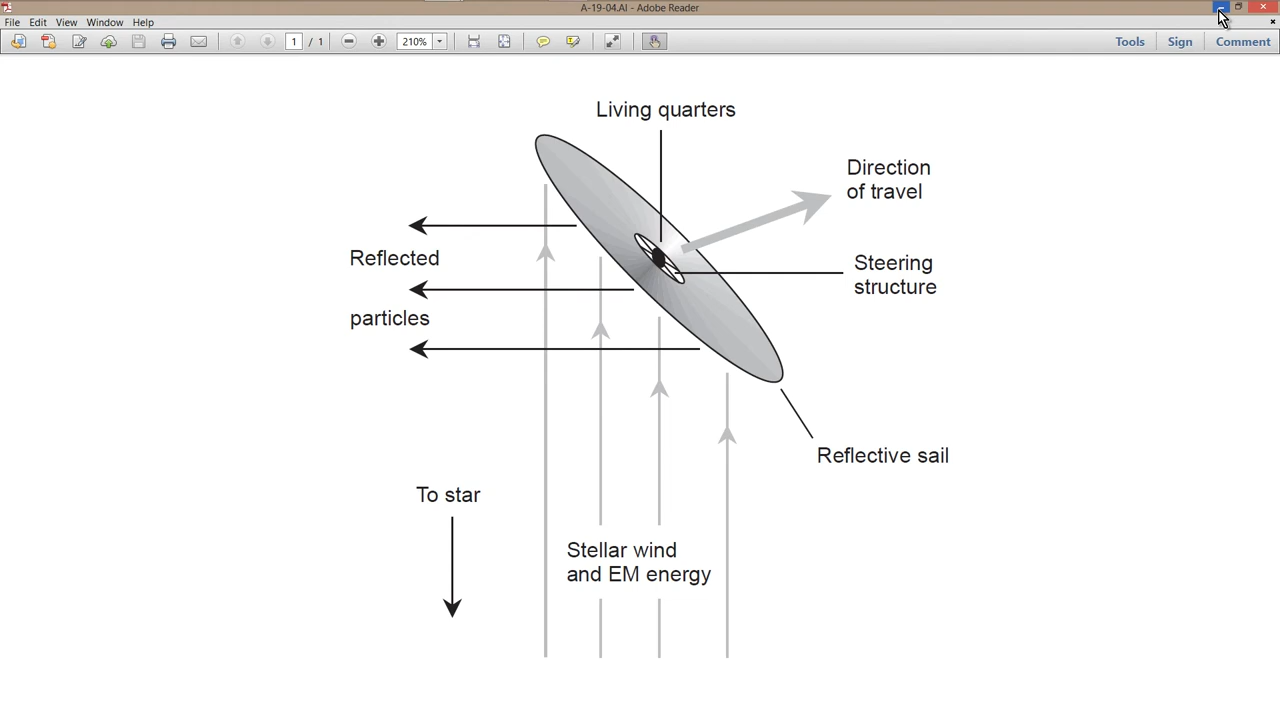 A-19-04.AI - Adobe Reader
File Edit View Window Help
1 / 1 210% Tools Sign Comment
Living quarters
Direction
of travel
Reflected
particles
Steering
structure
Reflective sail
To star
Stellar wind
and EM energy